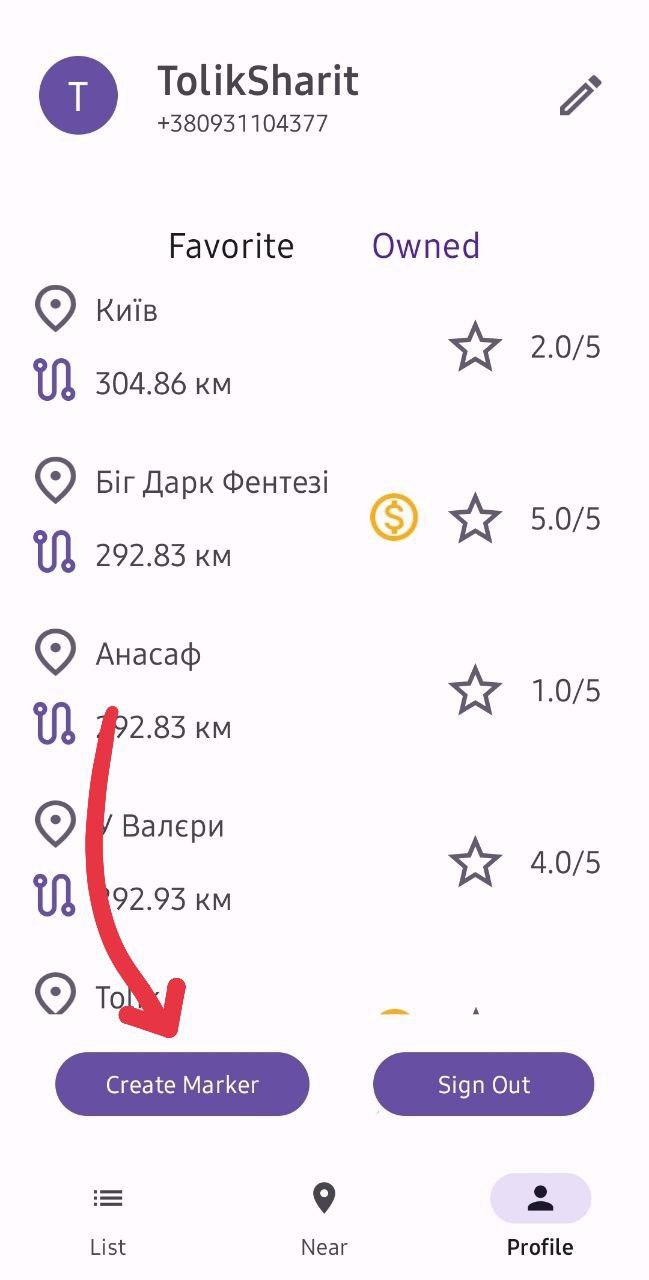 T
TolikSharit
+380931104377
Favorite Owned
Київ
2.0/5
304.86 км
Біг Дарк Фентезі
5.0/5
292.83 км
Анасаф
1.0/5
292.83 км
У Валєри
4.0/5
292.93 км
Tolik
Create Marker Sign Out
List Near Profile